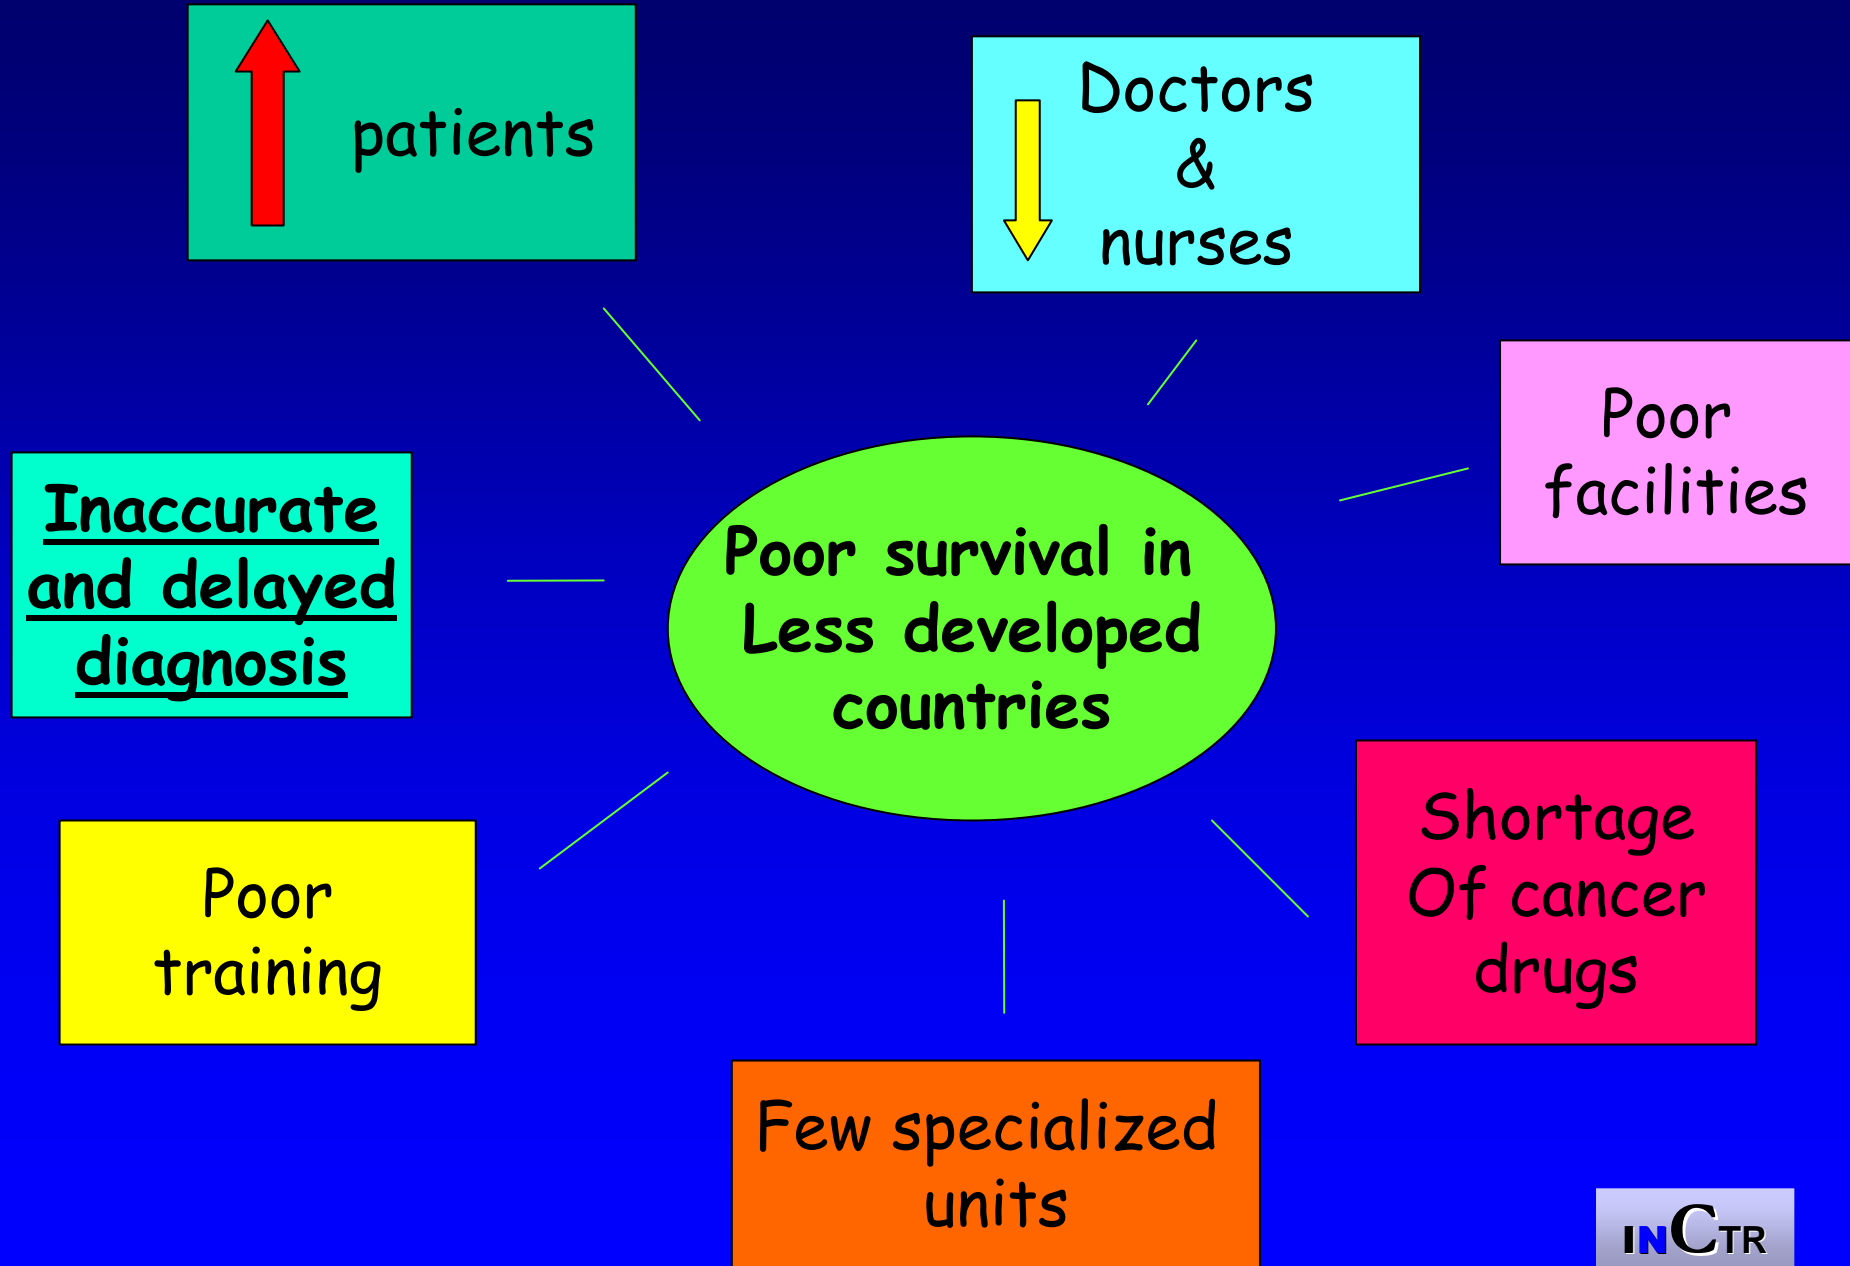 patients
Doctors
&
nurses
Poor
facilities
Inaccurate
and delayed
diagnosis
Poor survival in
Less developed
countries
Shortage
Of cancer
drugs
Poor
training
Few specialized
units
INCTR